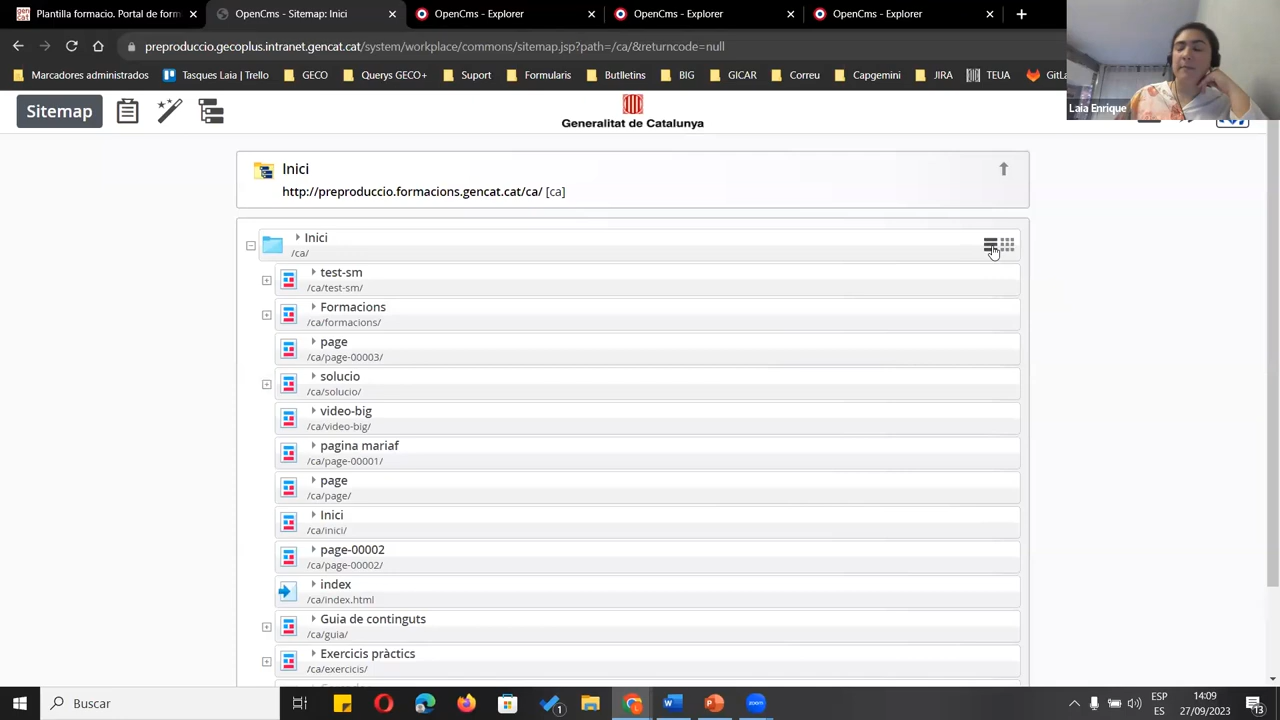 Plantilla formacio. Portal de form
OpenCms - Sitemap: Inici
OpenCms - Explorer
OpenCms - Explorer
OpenCms - Explorer
preproduccio.gecoplus.intranet.gencat.cat/system/workplace/commons/sitemap.jsp?path=/ca/&returncode=null
Marcadores administrados
Tasques Laia | Trello
GECO
Querys Geco
Sup
Formularis
Butlletins
BIG
GICAR
Correu
Capgemini
JIRA
TEUA
GitLa
Laia Enrique
Sitemap
Generalitat de Catalunya
Inici
http://preproduccio.formacions.gencat.cat/ca/ [ca]
Inici
/ca/
test-sm
/ca/test-sm/
Formacions
/ca/formacions/
page
/ca/page-00003/
solucio
/ca/solucio/
video-big
/ca/video-big/
pagina mariaf
/ca/page-00001/
page
/ca/page/
Inici
/ca/inici/
page-00002
/ca/page-00002/
index
/ca/index.html
Guia de continguts
/ca/guia/
Exercicis pràctics
/ca/exercicis/
Buscar
ESP
ES
14:09
27/09/2023
13